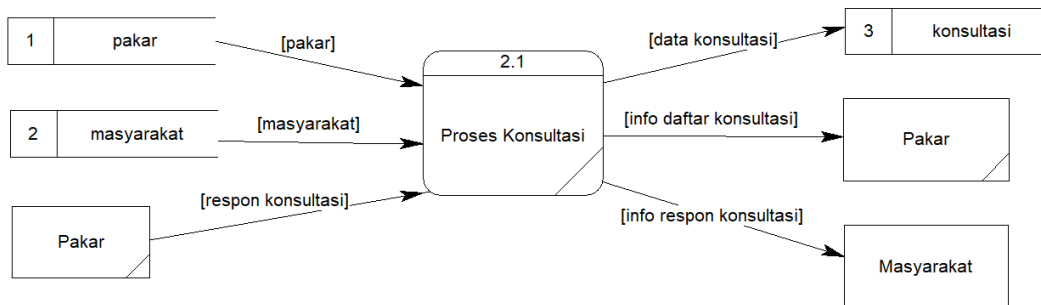 1 pakar
[pakar]
2 masyarakat
[masyarakat]
Pakar
[respon konsultasi]
2.1
Proses Konsultasi
[data konsultasi]
3 konsultasi
[info daftar konsultasi]
Pakar
[info respon konsultasi]
Masyarakat